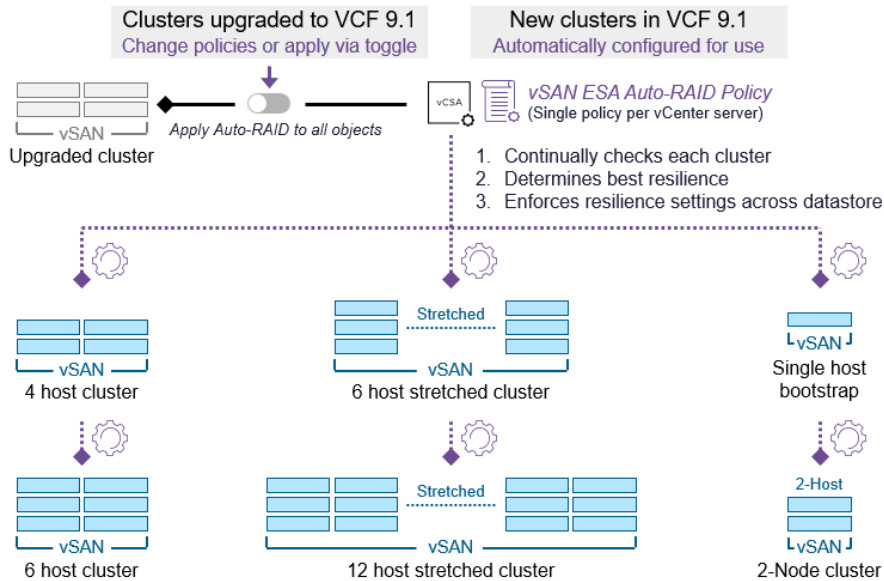 Clusters upgraded to VCF 9.1
Change policies or apply via toggle
New clusters in VCF 9.1
Automatically configured for use
vSAN
Upgraded cluster
Apply Auto-RAID to all objects
vCSA
vSAN ESA Auto-RAID Policy
(Single policy per vCenter server)
1. Continually checks each cluster
2. Determines best resilience
3. Enforces resilience settings across datastore
vSAN
4 host cluster
Stretched
vSAN
6 host stretched cluster
vSAN
Single host
bootstrap
vSAN
6 host cluster
Stretched
vSAN
12 host stretched cluster
2-Host
vSAN
2-Node cluster